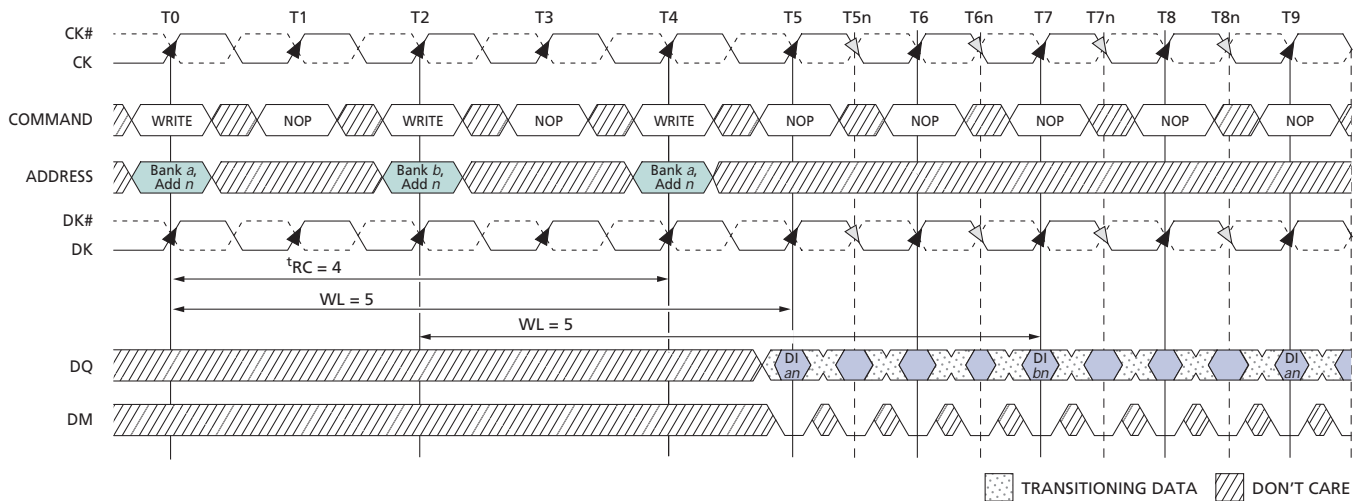 T0 T1 T2 T3 T4 T5 T5n T6 T6n T7 T7n T8 T8n T9
CK#
CK
COMMAND WRITE NOP WRITE NOP WRITE NOP NOP NOP NOP NOP
ADDRESS Bank a, Add n Bank b, Add n Bank a, Add n
DK#
DK
tRC = 4
WL = 5
WL = 5
DQ DI an DI bn DI an
DM
TRANSITIONING DATA DON'T CARE